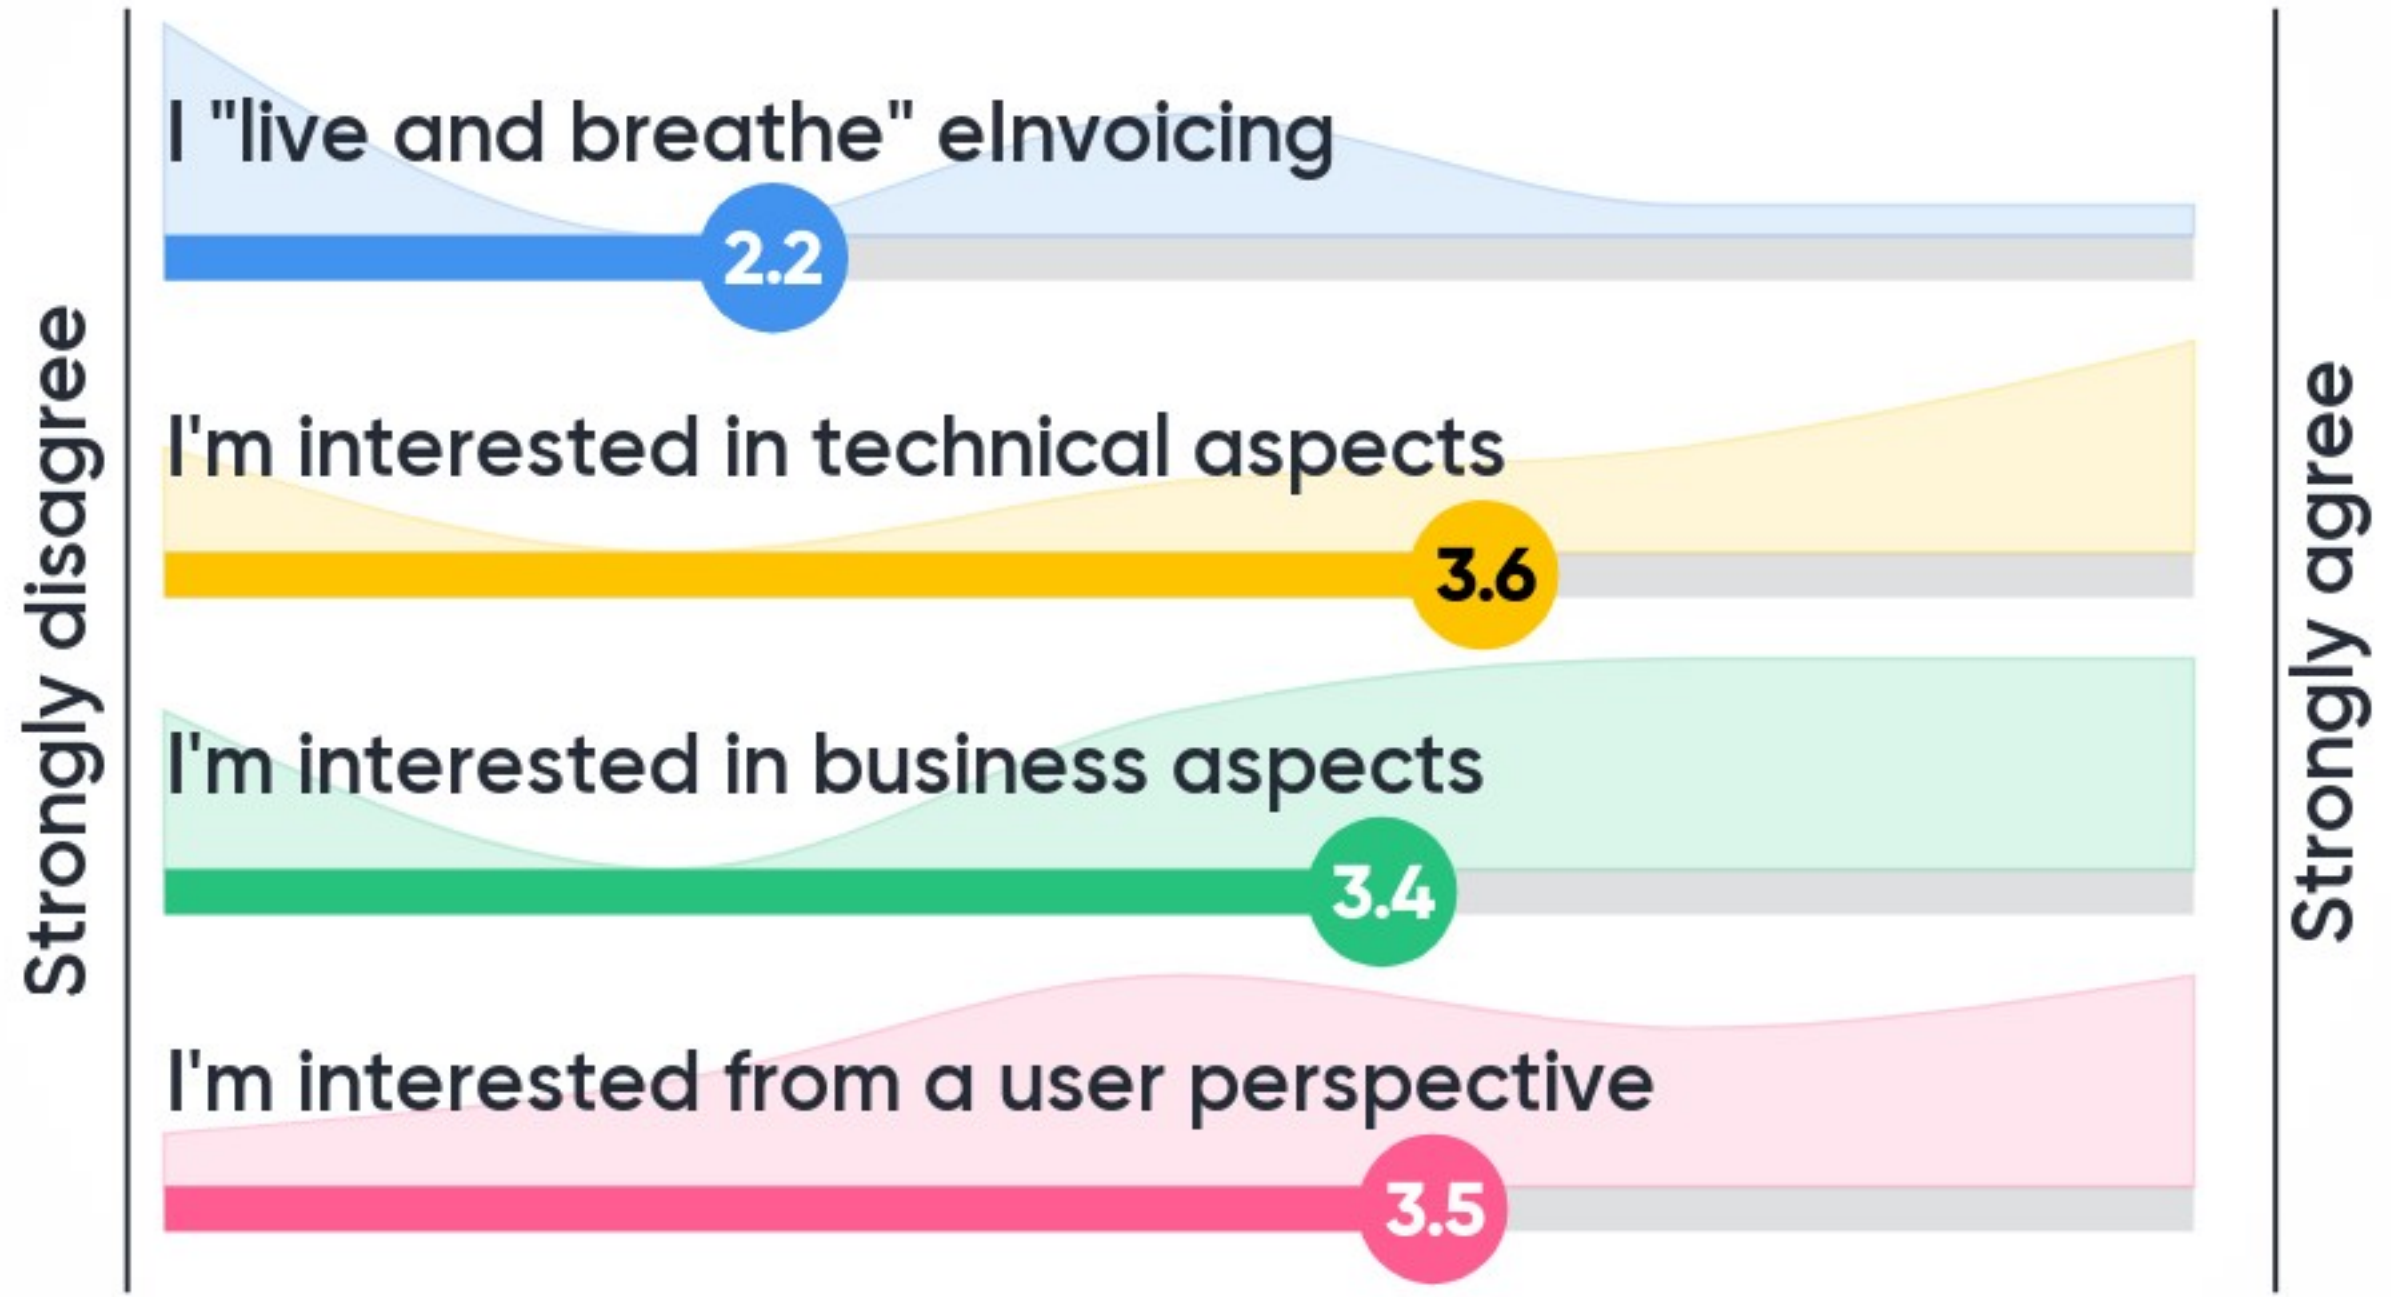 Strongly disagree
I "live and breathe" eInvoicing
2.2
I'm interested in technical aspects
3.6
I'm interested in business aspects
3.4
I'm interested from a user perspective
3.5
Strongly agree